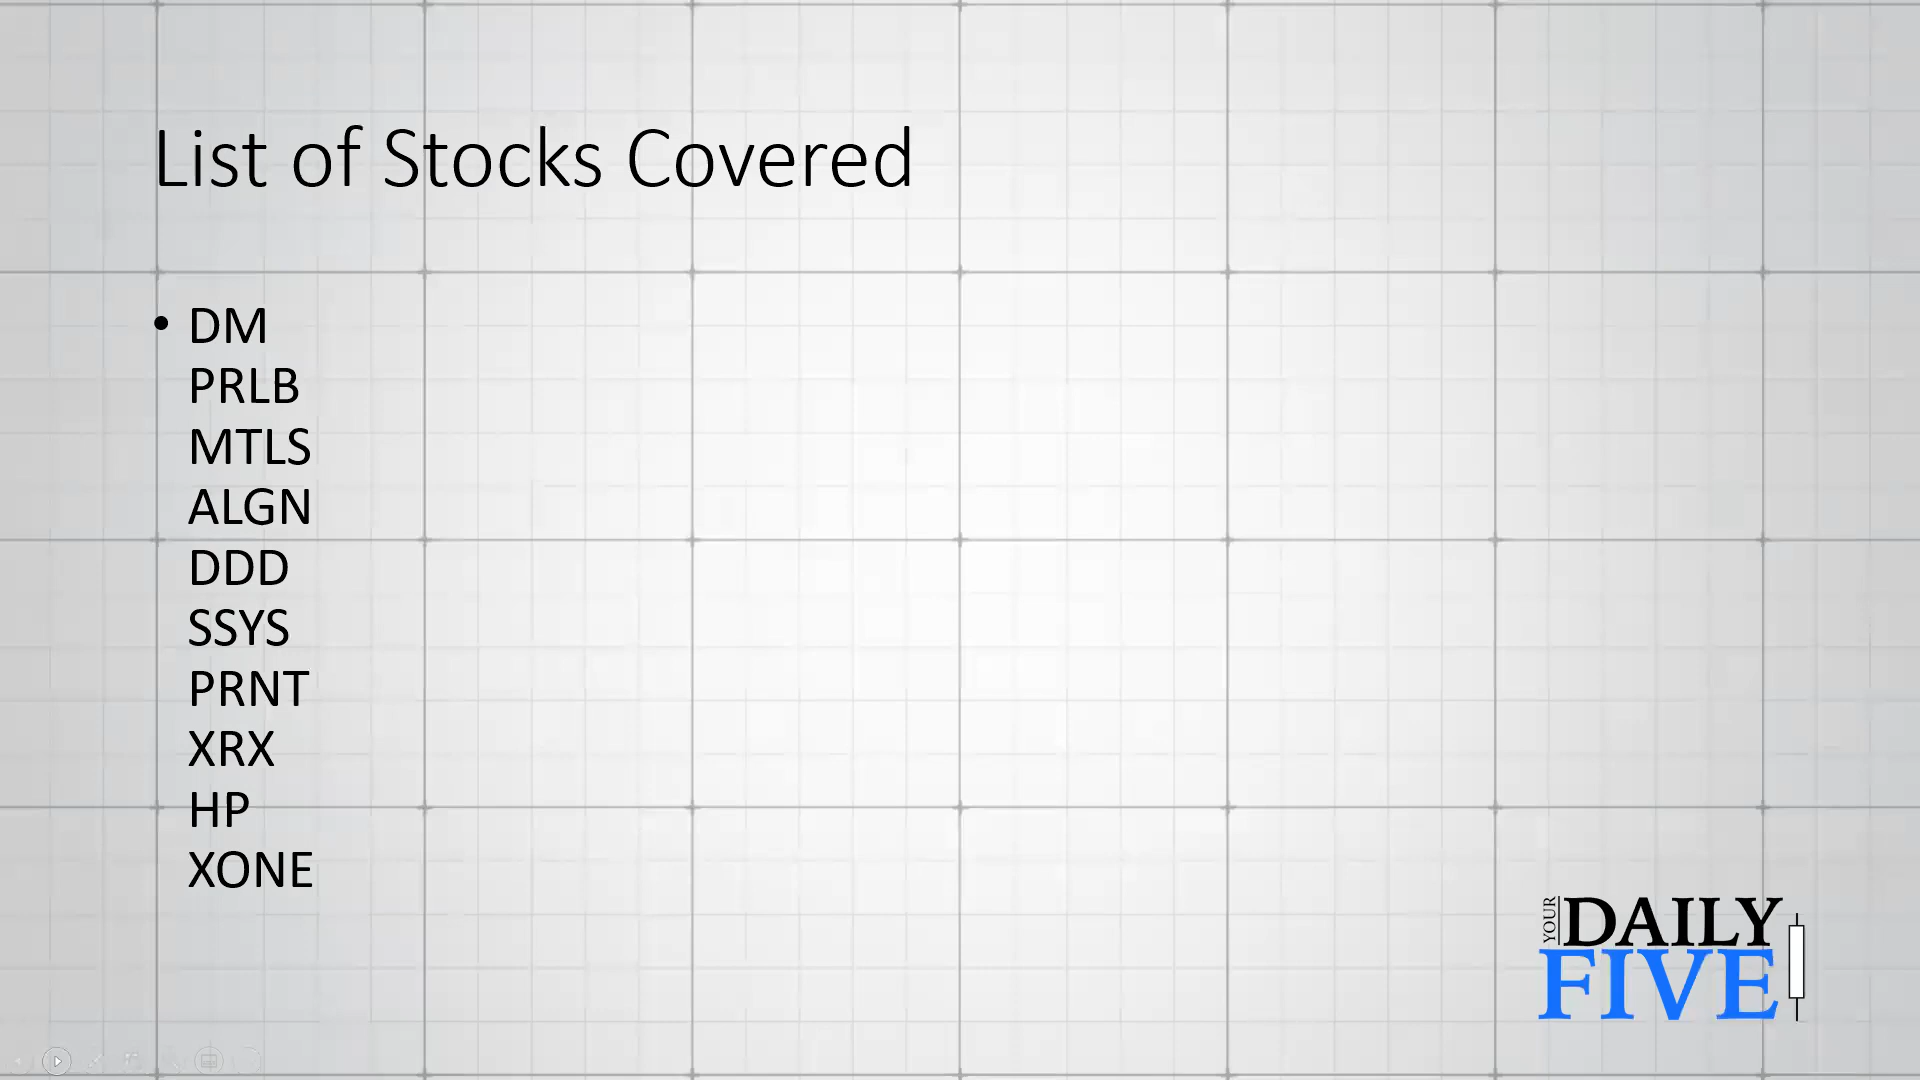 List of Stocks Covered
• DM
PRLB
MTLS
ALGN
DDD
SSYS
PRNT
XRX
HP
XONE
YOUR DAILY
FIVE